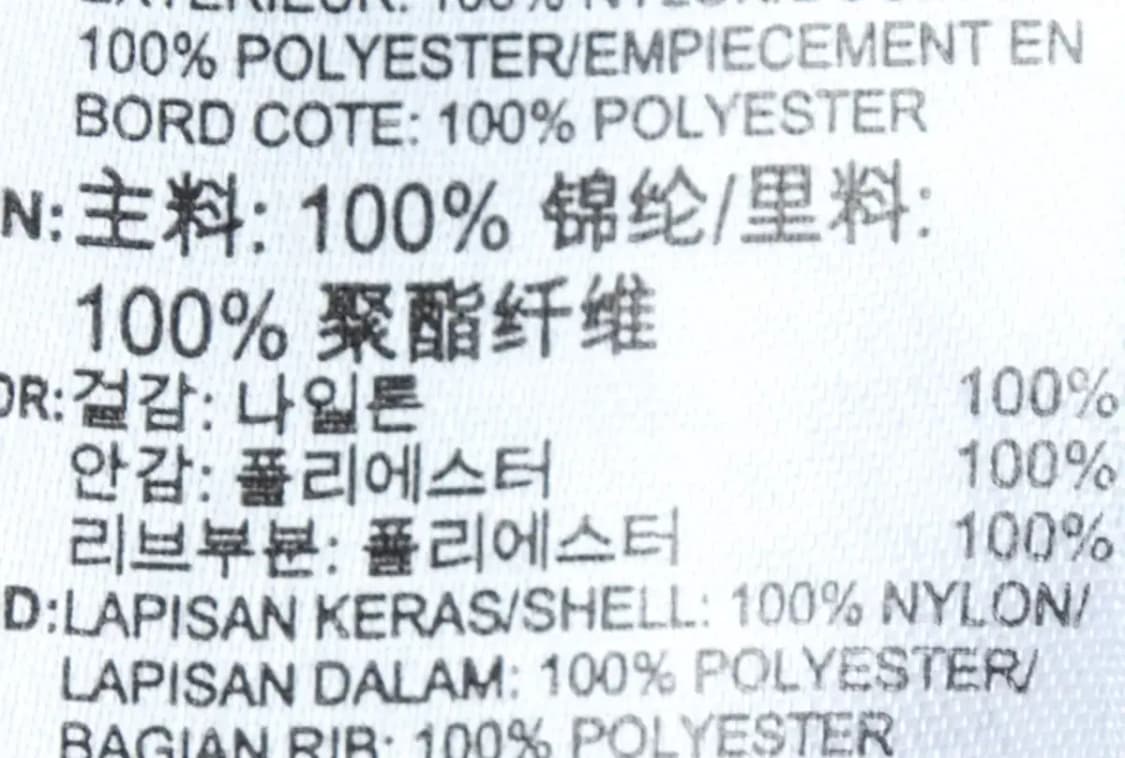 100% POLYESTER/EMPIECEMENT EN
BORD COTE: 100% POLYESTER
N: 主料: 100% 锦纶/里料:
100% 聚酯纤维
OR: 겉감: 나일론 100%
안감: 폴리에스터 100%
리브부분: 폴리에스터 100%
D: LAPISAN KERAS/SHELL: 100% NYLON/
LAPISAN DALAM: 100% POLYESTER/
BAGIAN RIB: 100% POLYESTER